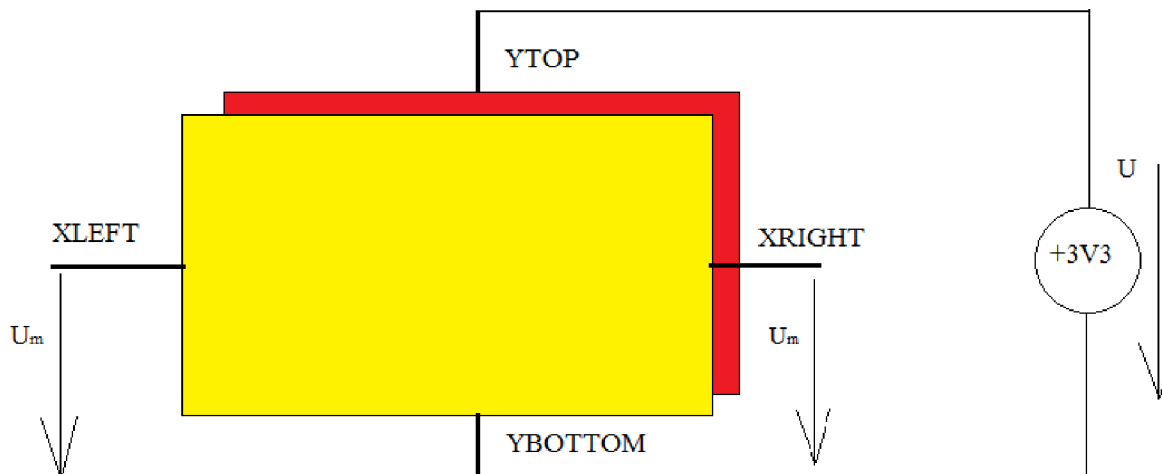 YTOP
U
XLEFT
XRIGHT
+3V3
Um
Um
YBOTTOM